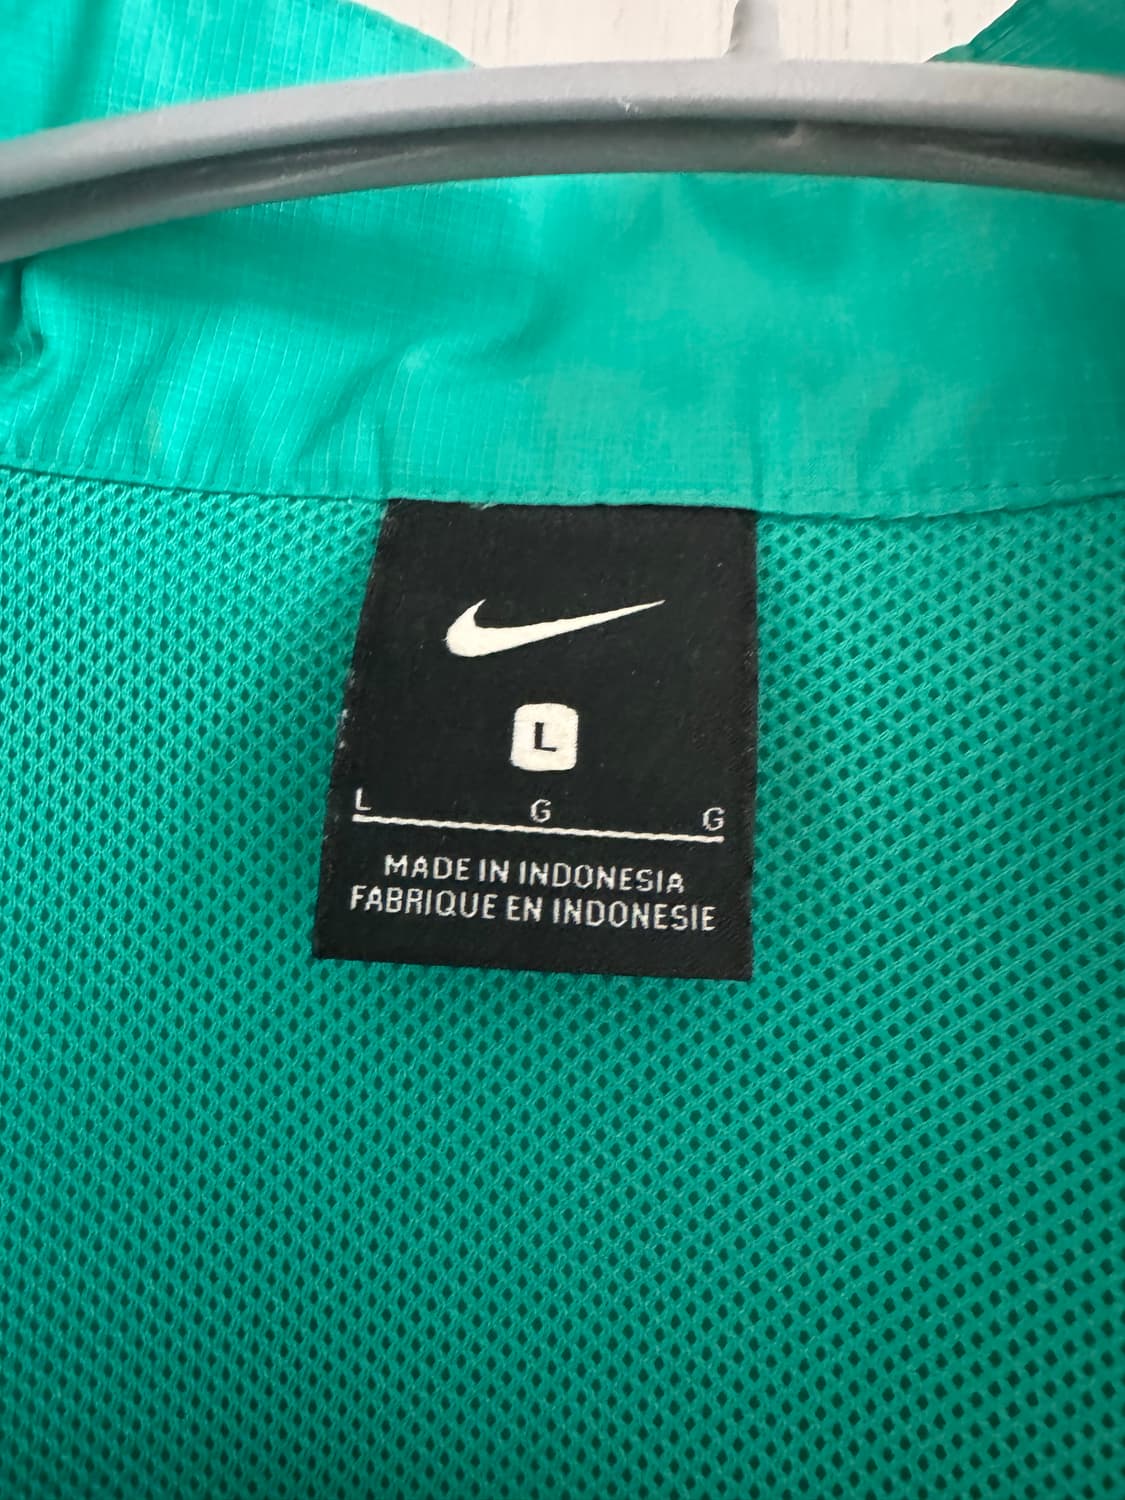 L
L G G
MADE IN INDONESIA
FABRIQUE EN INDONESIE